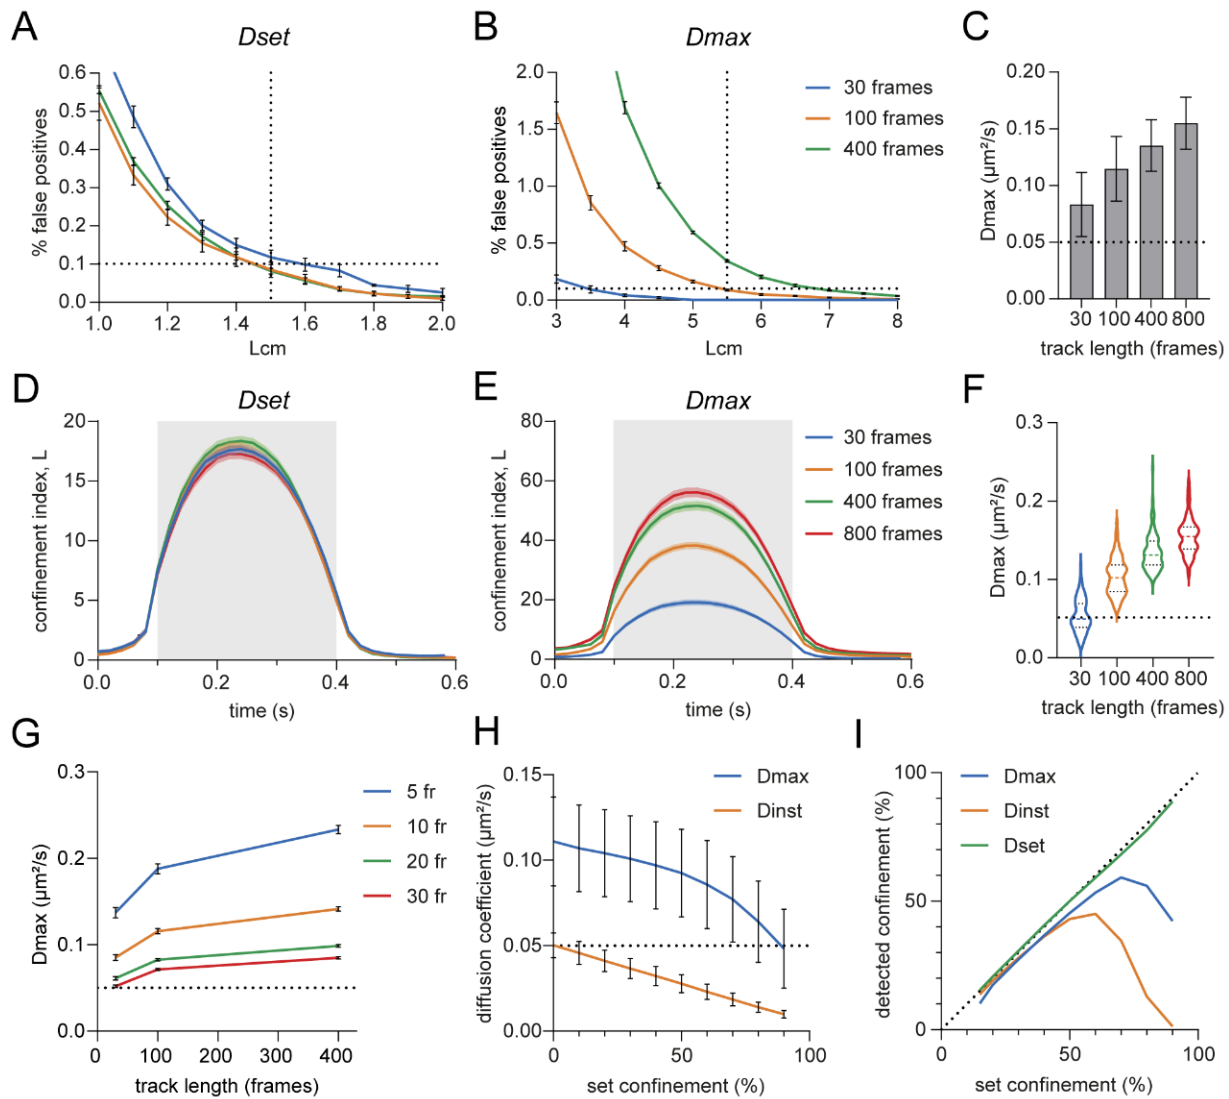 A
Dset
% false positives
0.6
0.5
0.4
0.3
0.2
0.1
0.0
1.0 1.2 1.4 1.6 1.8 2.0
Lcm
B
Dmax
% false positives
2.0
1.5
1.0
0.5
0.0
3 4 5 6 7 8
Lcm
30 frames
100 frames
400 frames
C
Dmax (µm²/s)
0.20
0.15
0.10
0.05
0.00
30 100 400 800
track length (frames)
D
Dset
confinement index, L
20
15
10
5
0
0.0 0.2 0.4 0.6
time (s)
E
Dmax
confinement index, L
80
60
40
20
0
0.0 0.2 0.4 0.6
time (s)
30 frames
100 frames
400 frames
800 frames
F
Dmax (µm²/s)
0.3
0.2
0.1
0.0
30 100 400 800
track length (frames)
G
Dmax (µm²/s)
0.3
0.2
0.1
0.0
0 100 200 300 400
track length (frames)
5 fr
10 fr
20 fr
30 fr
H
diffusion coefficient (µm²/s)
0.15
0.10
0.05
0.00
0 50 100
set confinement (%)
Dmax
Dinst
I
detected confinement (%)
100
50
0
0 50 100
set confinement (%)
Dmax
Dinst
Dset